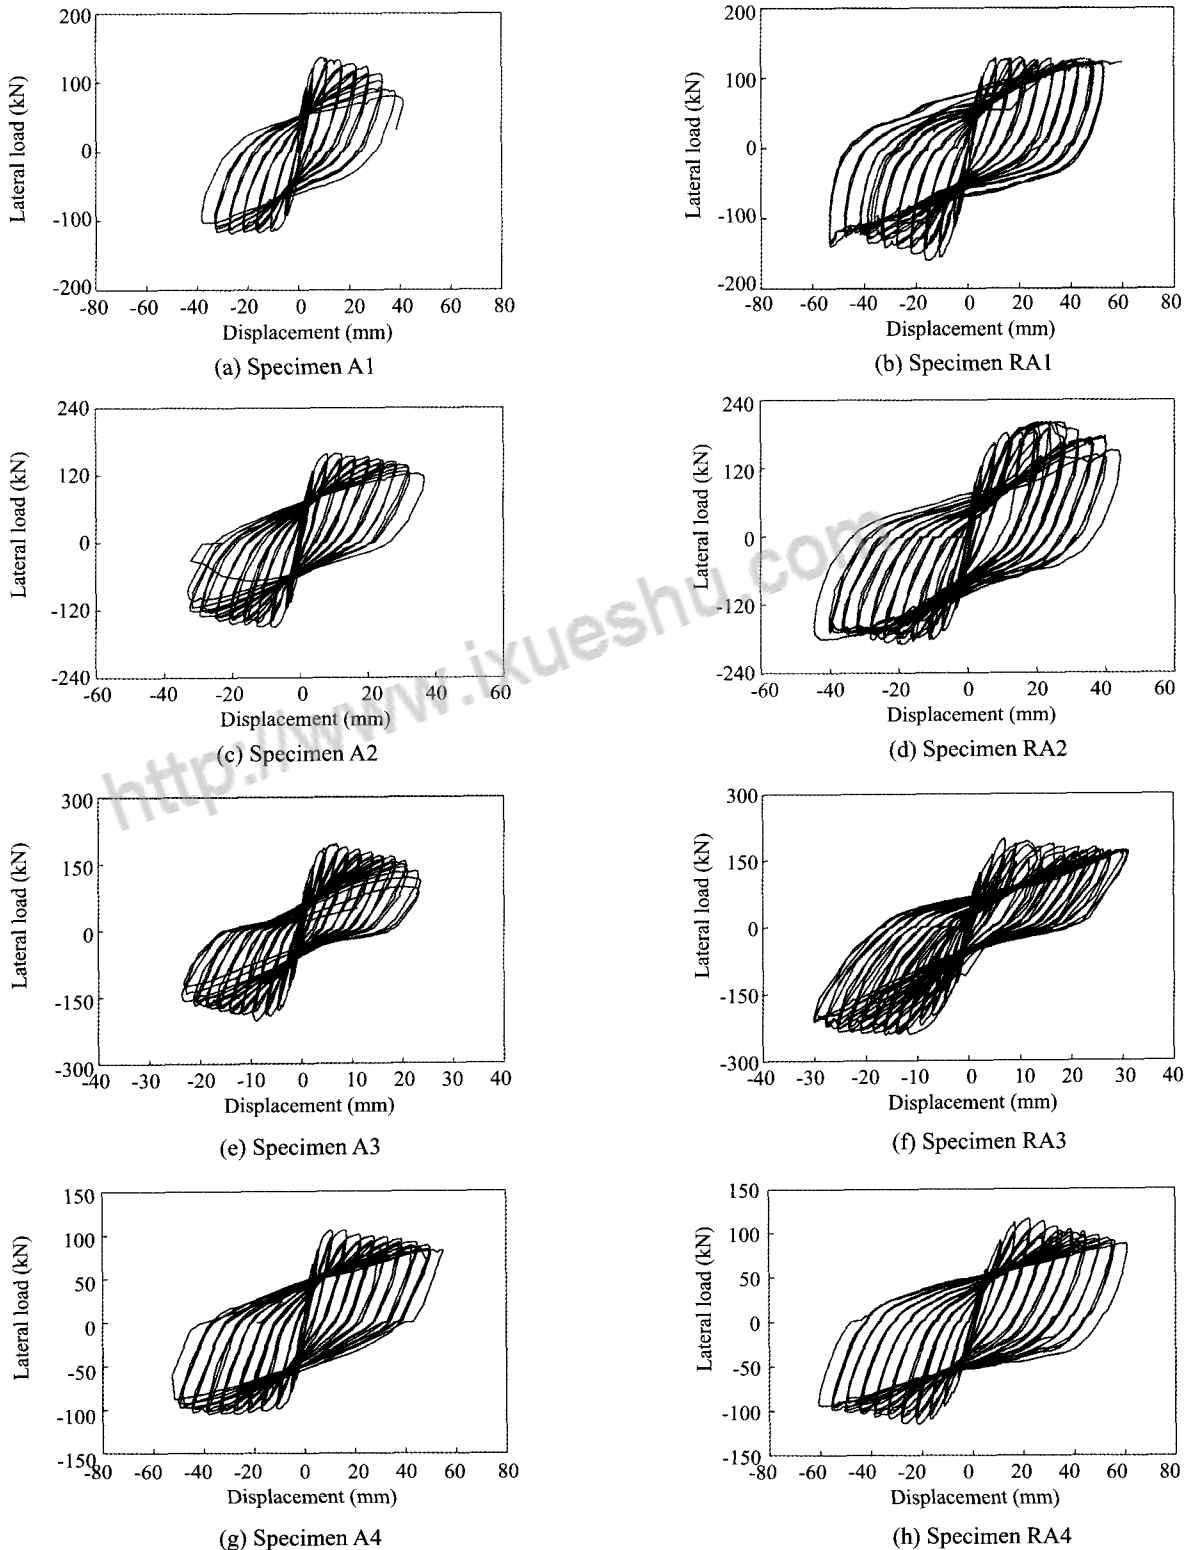 200
100
0
-100
-200
Lateral load (kN)
-80 -60 -40 -20 0 20 40 60 80
Displacement (mm)
(a) Specimen A1
200
100
0
-100
-200
Lateral load (kN)
-80 -60 -40 -20 0 20 40 60 80
Displacement (mm)
(b) Specimen RA1
240
120
0
-120
-240
Lateral load (kN)
-60 -40 -20 0 20 40 60
Displacement (mm)
(c) Specimen A2
240
120
0
-120
-240
Lateral load (kN)
-60 -40 -20 0 20 40 60
Displacement (mm)
(d) Specimen RA2
http://www.ixueshu.com
300
150
0
-150
-300
Lateral load (kN)
-40 -30 -20 -10 0 10 20 30 40
Displacement (mm)
(e) Specimen A3
300
150
0
-150
-300
Lateral load (kN)
-40 -30 -20 -10 0 10 20 30 40
Displacement (mm)
(f) Specimen RA3
150
100
50
0
-50
-100
-150
Lateral load (kN)
-80 -60 -40 -20 0 20 40 60 80
Displacement (mm)
(g) Specimen A4
150
100
50
0
-50
-100
-150
Lateral load (kN)
-80 -60 -40 -20 0 20 40 60 80
Displacement (mm)
(h) Specimen RA4